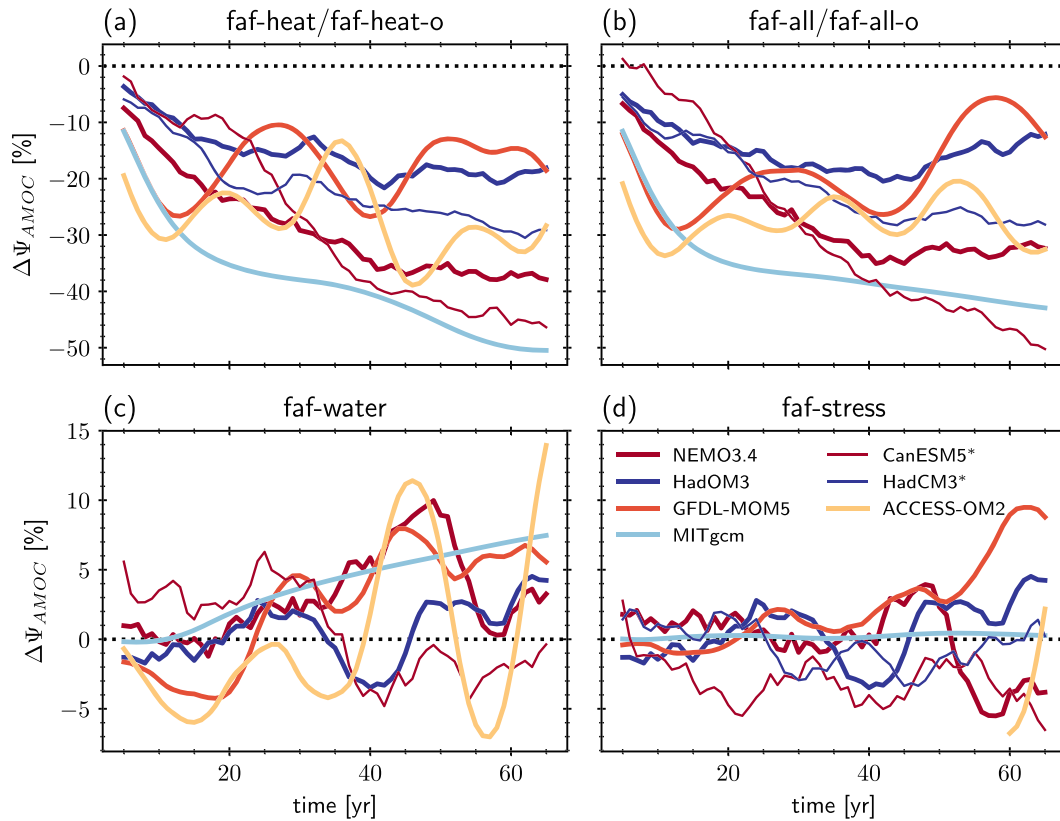 (a) faf-heat/faf-heat-o
(b) faf-all/faf-all-o
0
−10
−20
−30
−40
−50
ΔΨ_AMOC [%]
(c) faf-water
(d) faf-stress
15
10
5
0
−5
ΔΨ_AMOC [%]
NEMO3.4
HadOM3
GFDL-MOM5
MITgcm
CanESM5*
HadCM3*
ACCESS-OM2
20 40 60
20 40 60
time [yr]
time [yr]